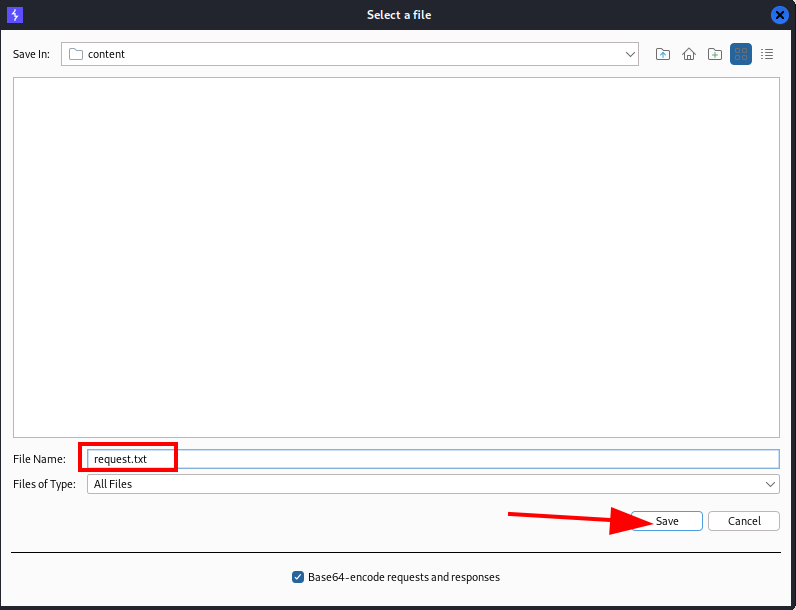 Select a file
Save In: content
File Name: request.txt
Files of Type: All Files
Save Cancel
Base64-encode requests and responses